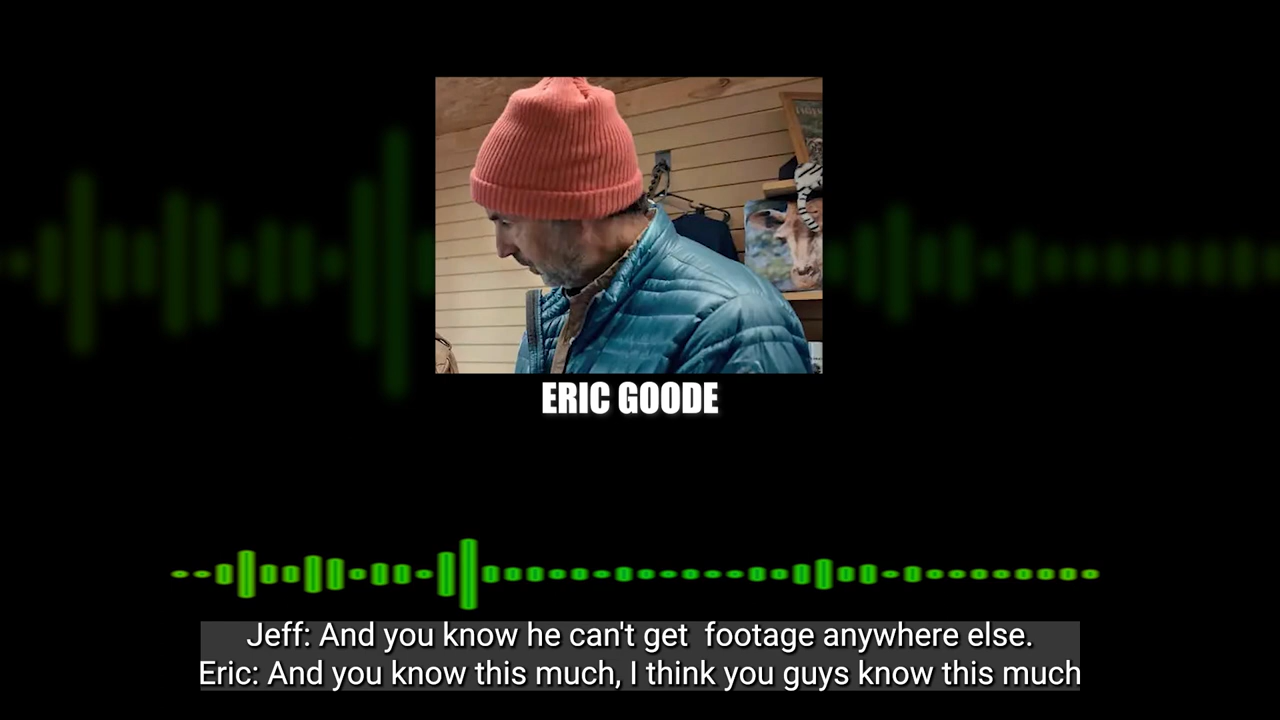 ERIC GOODE
Jeff: And you know he can't get  footage anywhere else.
Eric: And you know this much, I think you guys know this much